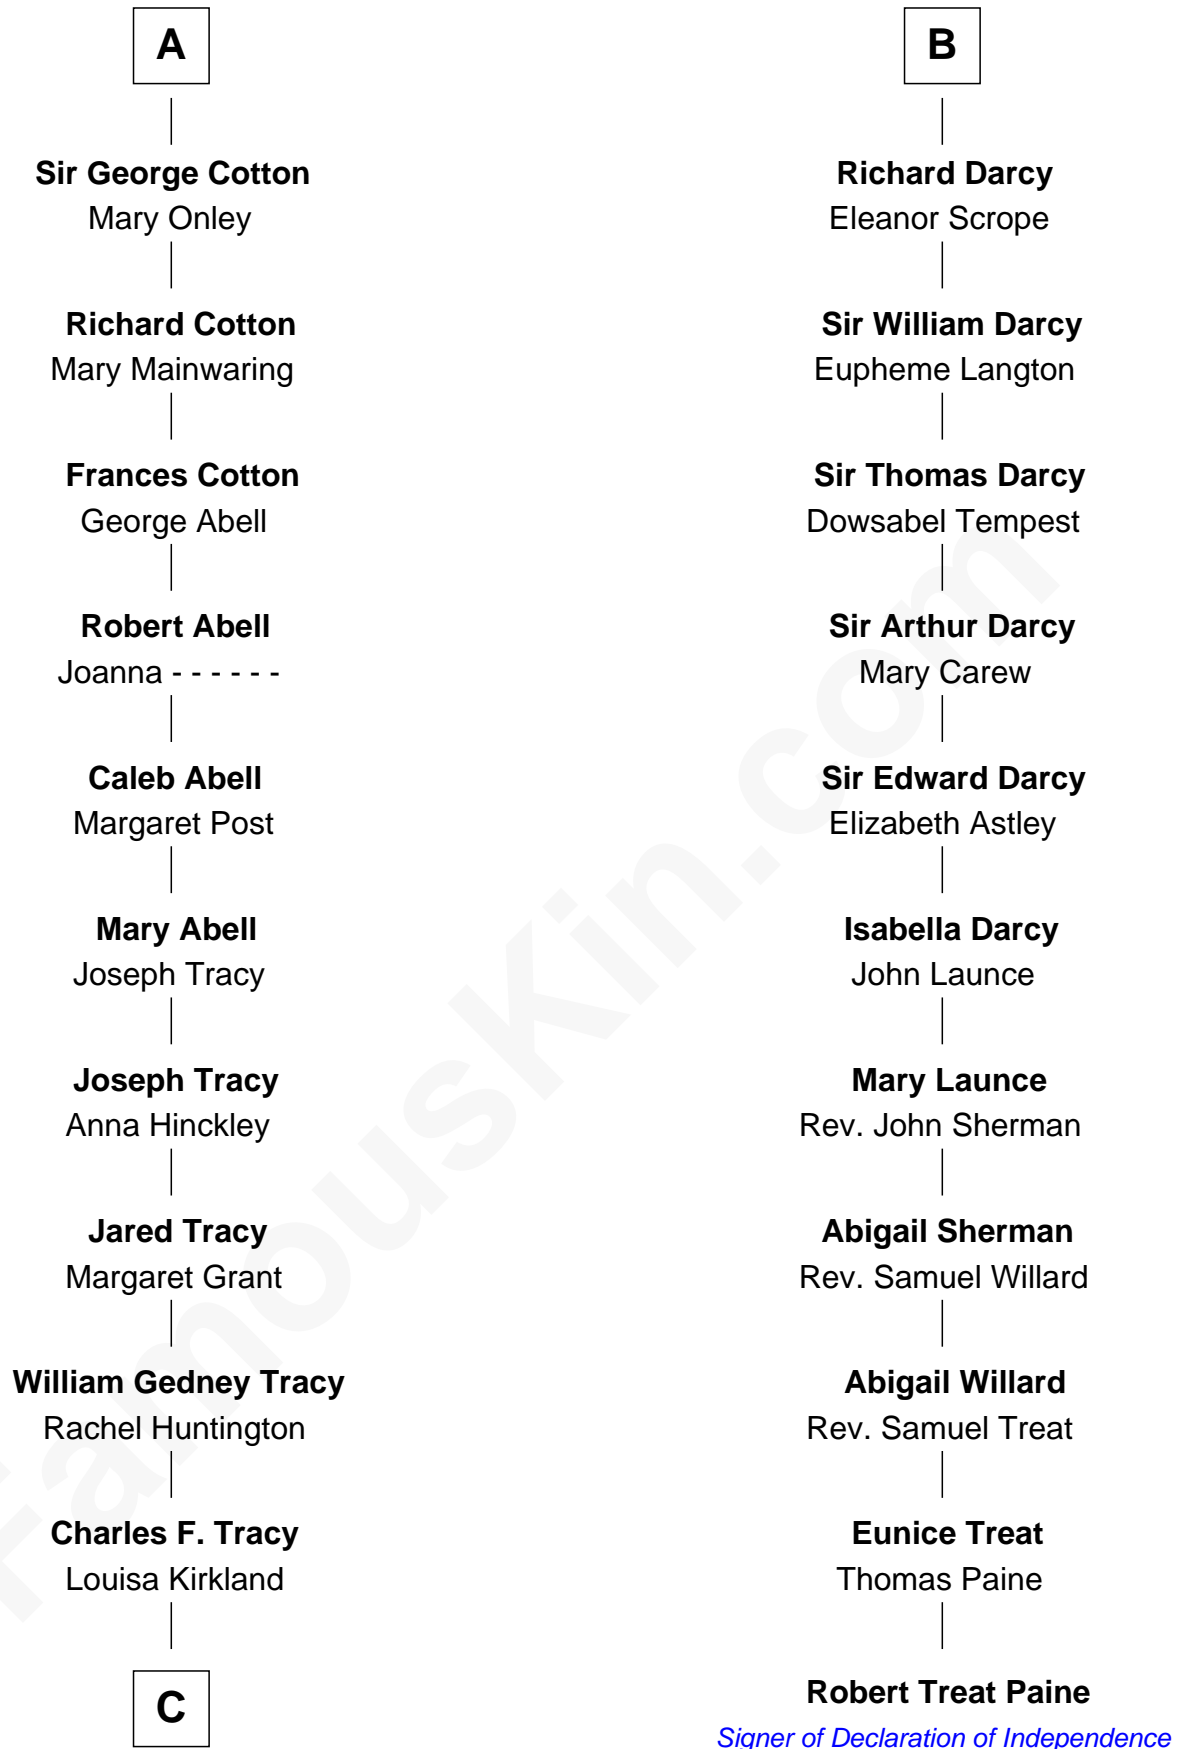 A
Sir George Cotton
Mary Onley
Richard Cotton
Mary Mainwaring
Frances Cotton
George Abell
Robert Abell
Joanna - - - - - -
Caleb Abell
Margaret Post
Mary Abell
Joseph Tracy
Joseph Tracy
Anna Hinckley
Jared Tracy
Margaret Grant
William Gedney Tracy
Rachel Huntington
Charles F. Tracy
Louisa Kirkland
C
B
Richard Darcy
Eleanor Scrope
Sir William Darcy
Eupheme Langton
Sir Thomas Darcy
Dowsabel Tempest
Sir Arthur Darcy
Mary Carew
Sir Edward Darcy
Elizabeth Astley
Isabella Darcy
John Launce
Mary Launce
Rev. John Sherman
Abigail Sherman
Rev. Samuel Willard
Abigail Willard
Rev. Samuel Treat
Eunice Treat
Thomas Paine
Robert Treat Paine
Signer of Declaration of Independence
FamousKin.com